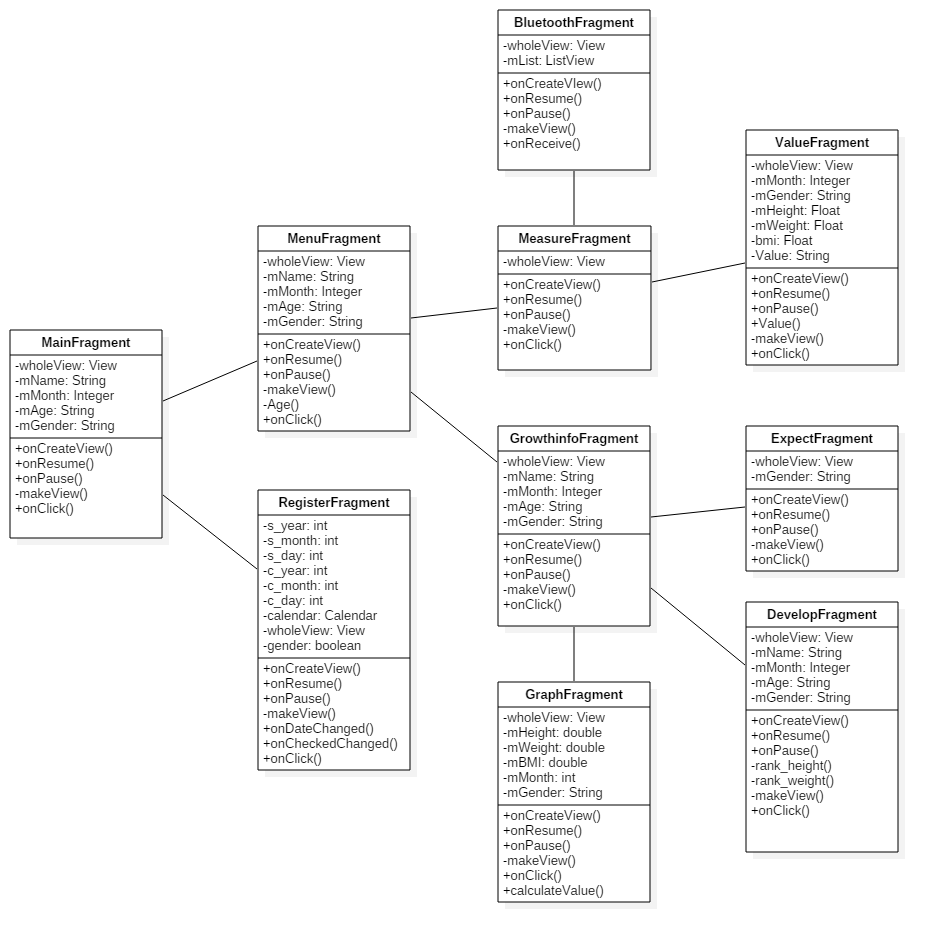 BluetoothFragment
-wholeView: View
-mList: ListView
+onCreateVIew()
+onResume()
+onPause()
-makeView()
+onReceive()
ValueFragment
-wholeView: View
-mMonth: Integer
-mGender: String
-mHeight: Float
-mWeight: Float
-bmi: Float
-Value: String
+onCreateView()
+onResume()
+onPause()
+Value()
-makeView()
+onClick()
MenuFragment
-wholeView: View
-mName: String
-mMonth: Integer
-mAge: String
-mGender: String
+onCreateView()
+onResume()
+onPause()
-makeView()
-Age()
+onClick()
MeasureFragment
-wholeView: View
+onCreateView()
+onResume()
+onPause()
-makeView()
+onClick()
MainFragment
-wholeView: View
-mName: String
-mMonth: Integer
-mAge: String
-mGender: String
+onCreateView()
+onResume()
+onPause()
-makeView()
+onClick()
GrowthinfoFragment
-wholeView: View
-mName: String
-mMonth: Integer
-mAge: String
-mGender: String
+onCreateView()
+onResume()
+onPause()
-makeView()
+onClick()
ExpectFragment
-wholeView: View
-mGender: String
+onCreateView()
+onResume()
+onPause()
-makeView()
+onClick()
RegisterFragment
-s_year: int
-s_month: int
-s_day: int
-c_year: int
-c_month: int
-c_day: int
-calendar: Calendar
-wholeView: View
-gender: boolean
+onCreateView()
+onResume()
+onPause()
-makeView()
+onDateChanged()
+onCheckedChanged()
+onClick()
DevelopFragment
-wholeView: View
-mName: String
-mMonth: Integer
-mAge: String
-mGender: String
+onCreateView()
+onResume()
+onPause()
-rank_height()
-rank_weight()
-makeView()
+onClick()
GraphFragment
-wholeView: View
-mHeight: double
-mWeight: double
-mBMI: double
-mMonth: int
-mGender: String
+onCreateView()
+onResume()
+onPause()
-makeView()
+onClick()
+calculateValue()